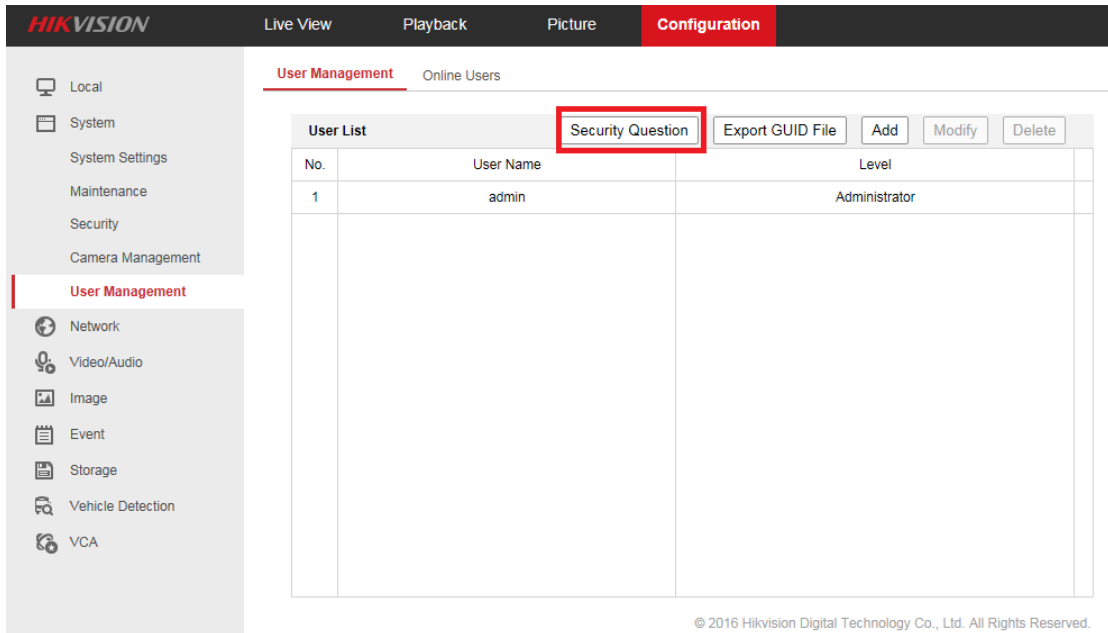 HIKVISION Live View Playback Picture Configuration
Local
System
System Settings
Maintenance
Security
Camera Management
User Management
Network
Video/Audio
Image
Event
Storage
Vehicle Detection
VCA
User Management Online Users
User List Security Question Export GUID File Add Modify Delete
No. User Name Level
1 admin Administrator
© 2016 Hikvision Digital Technology Co., Ltd. All Rights Reserved.